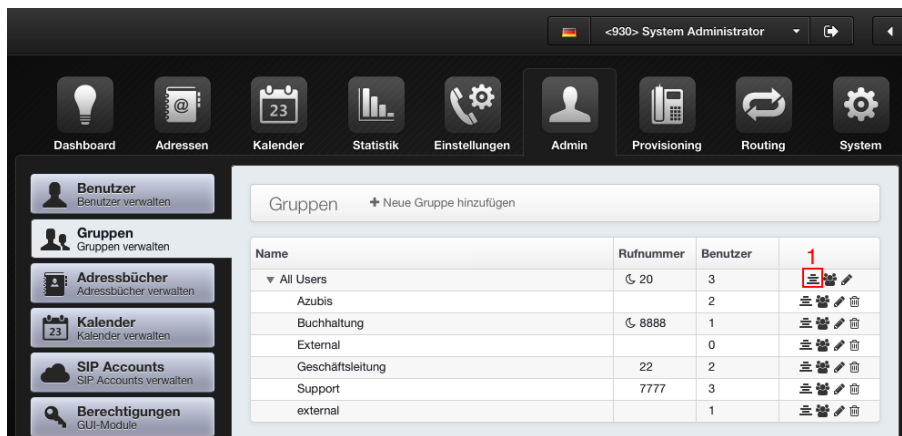 <930> System Administrator
23
Dashboard Adressen Kalender Statistik Einstellungen Admin Provisioning Routing System
Benutzer
Benutzer verwalten
Gruppen
Gruppen verwalten
Adressbücher
Adressbücher verwalten
23
Kalender
Kalender verwalten
SIP Accounts
SIP Accounts verwalten
Berechtigungen
GUI-Module
Gruppen + Neue Gruppe hinzufügen
Name Rufnummer Benutzer 1
All Users 20 3
Azubis 2
Buchhaltung 8888 1
External 0
Geschäftsleitung 22 2
Support 7777 3
external 1